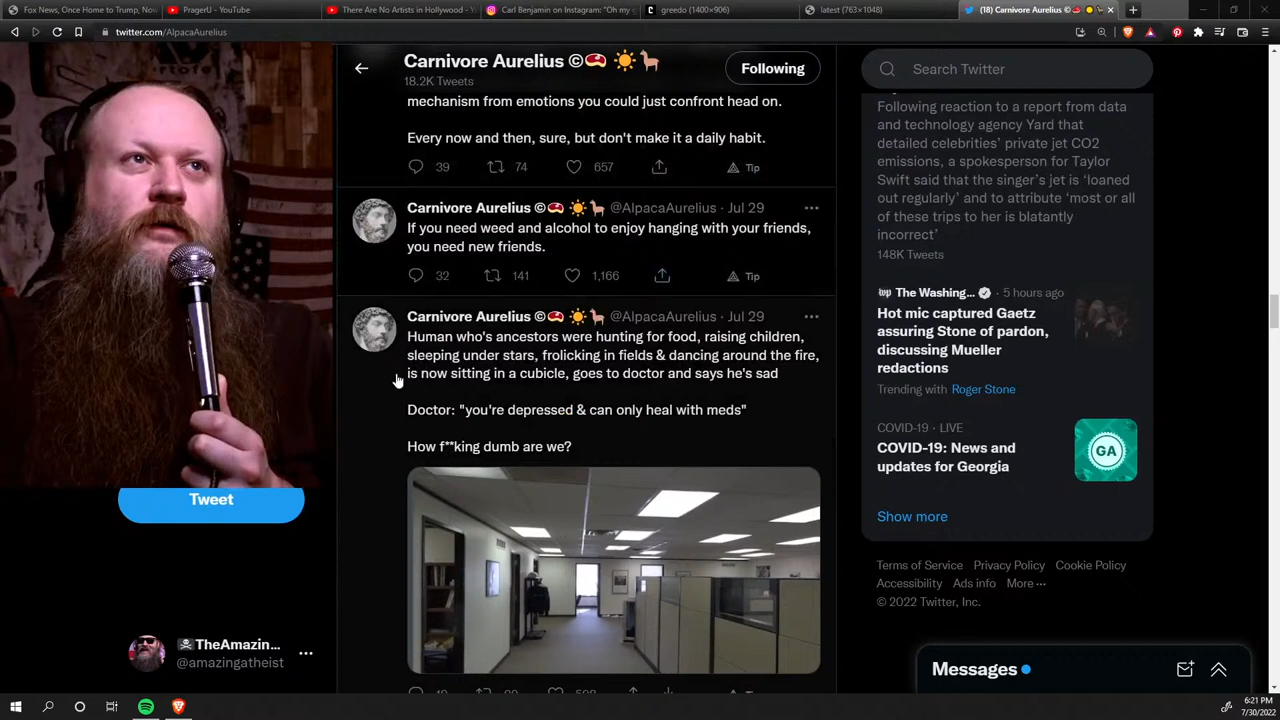 Fox News, Once Home to Trump, Now
PragerU - YouTube
There Are No Artists in Hollywood -
Carl Benjamin on Instagram: "Oh my
greedo (1400×906)
latest (763×1048)
(18) Carnivore Aurelius ©
twitter.com/AlpacaAurelius
Carnivore Aurelius ©
18.2K Tweets
Following
Search Twitter
mechanism from emotions you could just confront head on.
Every now and then, sure, but don't make it a daily habit.
39 74 657 Tip
Carnivore Aurelius © @AlpacaAurelius · Jul 29
If you need weed and alcohol to enjoy hanging with your friends,
you need new friends.
32 141 1,166 Tip
Carnivore Aurelius © @AlpacaAurelius · Jul 29
Human who's ancestors were hunting for food, raising children,
sleeping under stars, frolicking in fields & dancing around the fire,
is now sitting in a cubicle, goes to doctor and says he's sad
Doctor: "you're depressed & can only heal with meds"
How f**king dumb are we?
Following reaction to a report from data
and technology agency Yard that
detailed celebrities' private jet CO2
emissions, a spokesperson for Taylor
Swift said that the singer's jet is 'loaned
out regularly' and to attribute 'most or all
of these trips to her is blatantly
incorrect'
148K Tweets
The Washing... · 5 hours ago
Hot mic captured Gaetz
assuring Stone of pardon,
discussing Mueller
redactions
Trending with Roger Stone
COVID-19 · LIVE
COVID-19: News and
updates for Georgia
GA
Show more
Terms of Service Privacy Policy Cookie Policy
Accessibility Ads info More ···
© 2022 Twitter, Inc.
Tweet
TheAmazin...
@amazingatheist
Messages
6:21 PM
7/30/2022